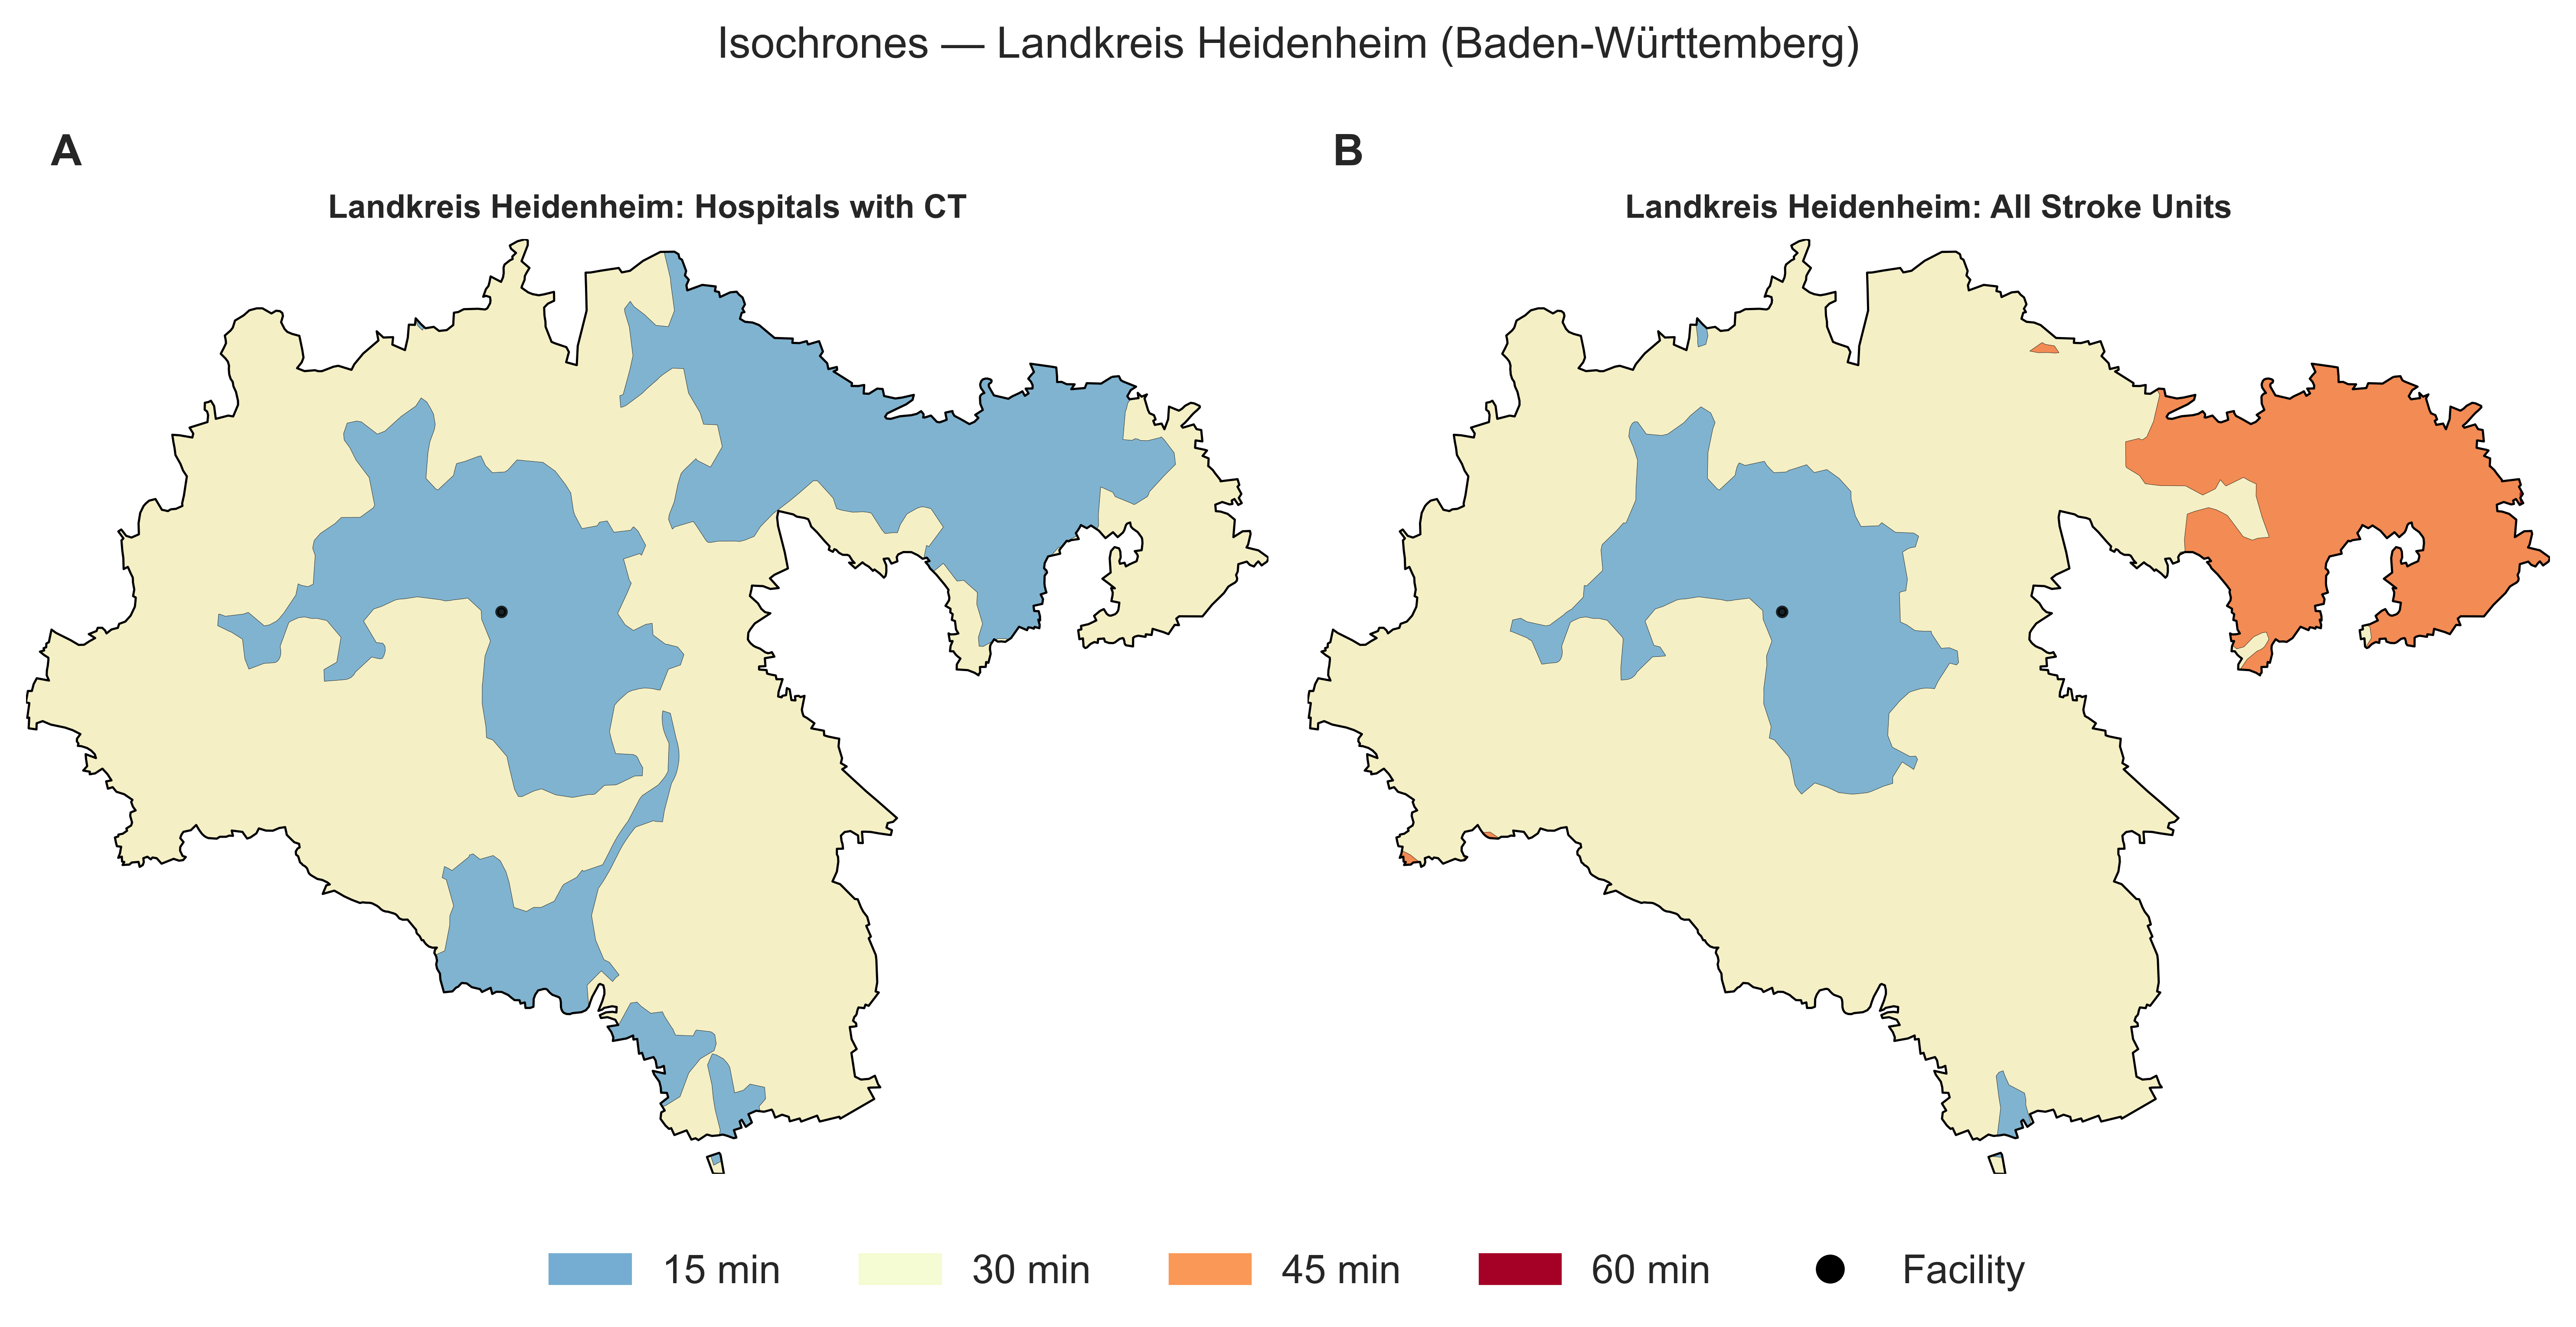 Isochrones — Landkreis Heidenheim (Baden-Württemberg)
A
Landkreis Heidenheim: Hospitals with CT
B
Landkreis Heidenheim: All Stroke Units
15 min
30 min
45 min
60 min
Facility